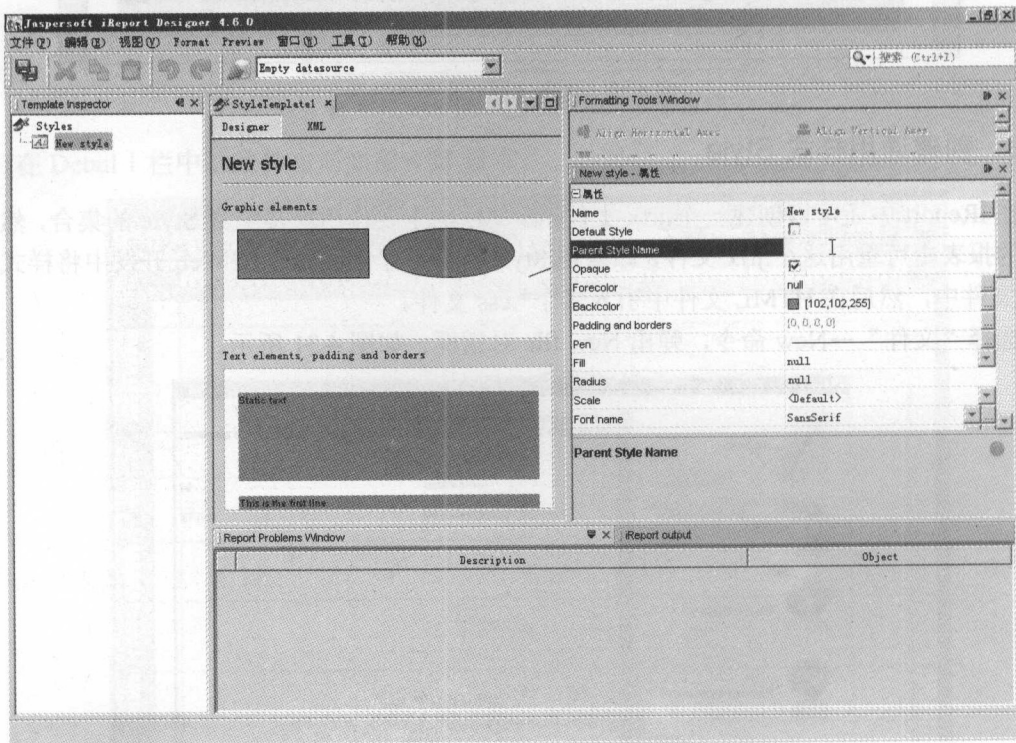 Jaspersoft iReport Designer 4.6.0
文件(F) 编辑(E) 视图(V) Format Preview 窗口(W) 工具(T) 帮助(H)
Empty datasource
搜索 (Ctrl+I)
Template Inspector
Styles
New style
StyleTemplate1
Designer XML
New style
Graphic elements
Text elements, padding and borders
Static text
This is the first line
Formatting Tools Window
Align Horizontal Axes
Align Vertical Axes
New style - 属性
属性
Name New style
Default Style
Parent Style Name
Opaque
Forecolor null
Backcolor [102,102,255]
Padding and borders [0, 0, 0, 0]
Pen
Fill null
Radius null
Scale <Default>
Font name SansSerif
Parent Style Name
Report Problems Window
iReport output
Description Object